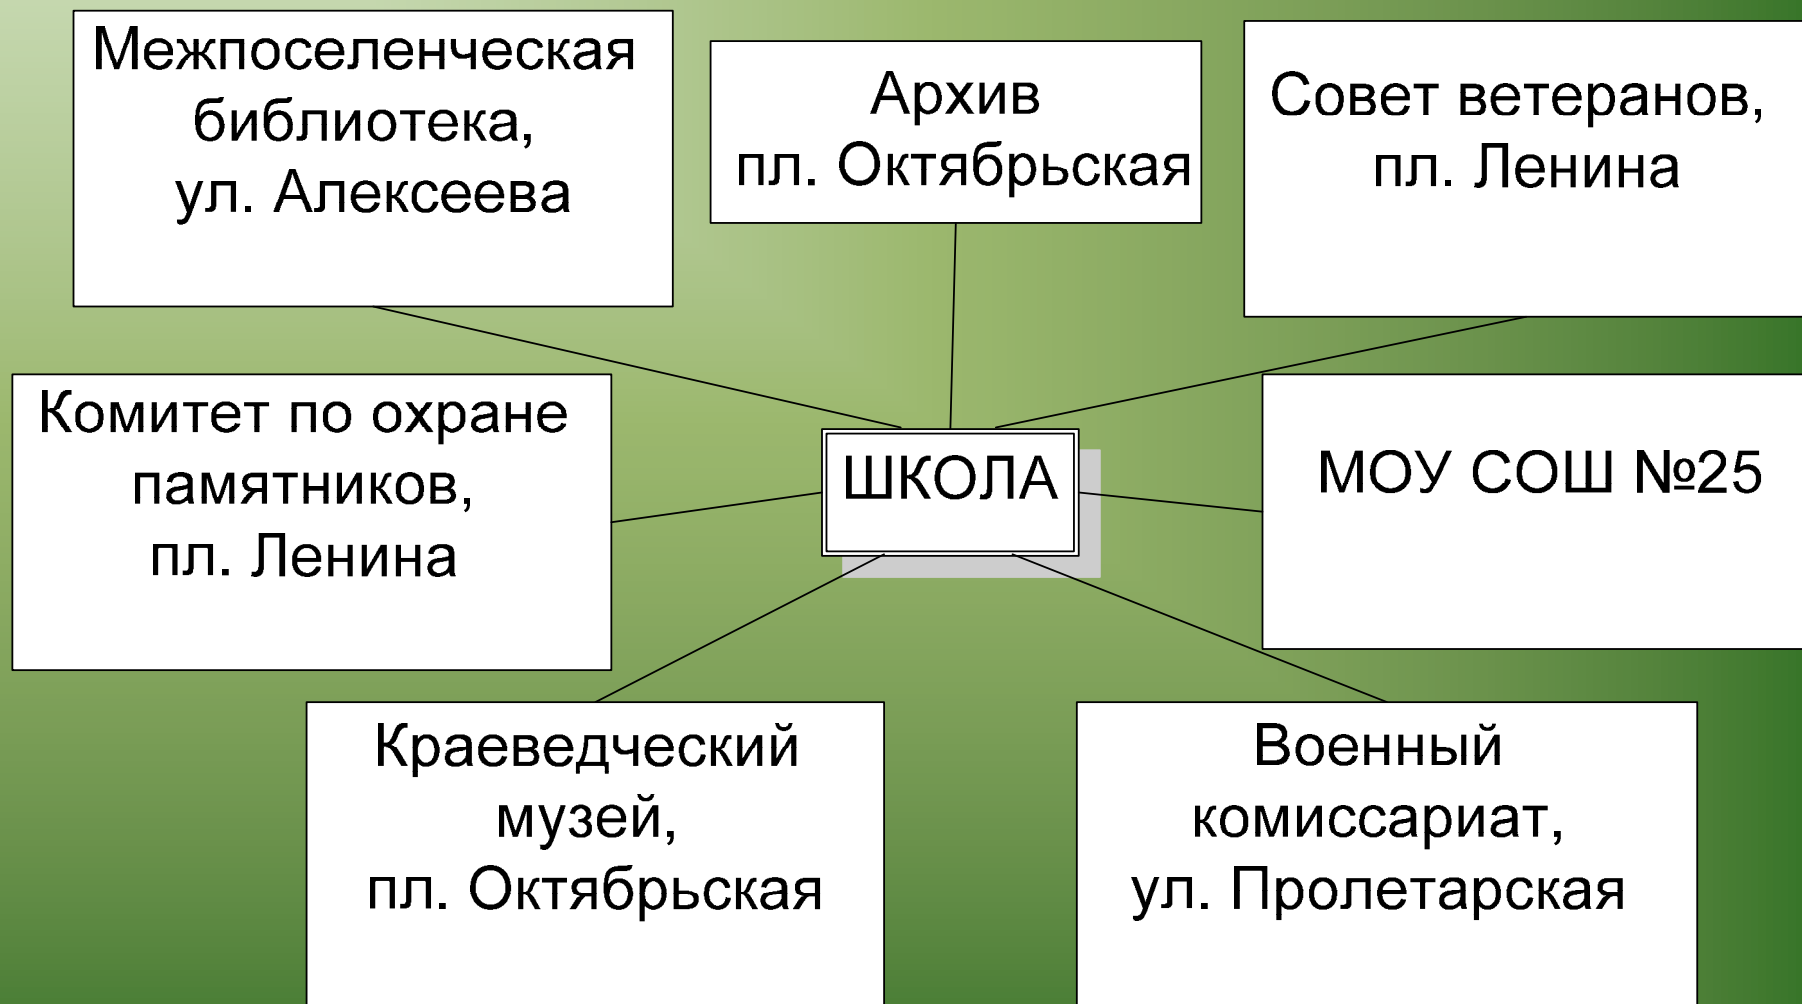 Межпоселенческая
библиотека,
ул. Алексеева
Архив
пл. Октябрьская
Совет ветеранов,
пл. Ленина
Комитет по охране
памятников,
пл. Ленина
ШКОЛА
МОУ СОШ №25
Краеведческий
музей,
пл. Октябрьская
Военный
комиссариат,
ул. Пролетарская